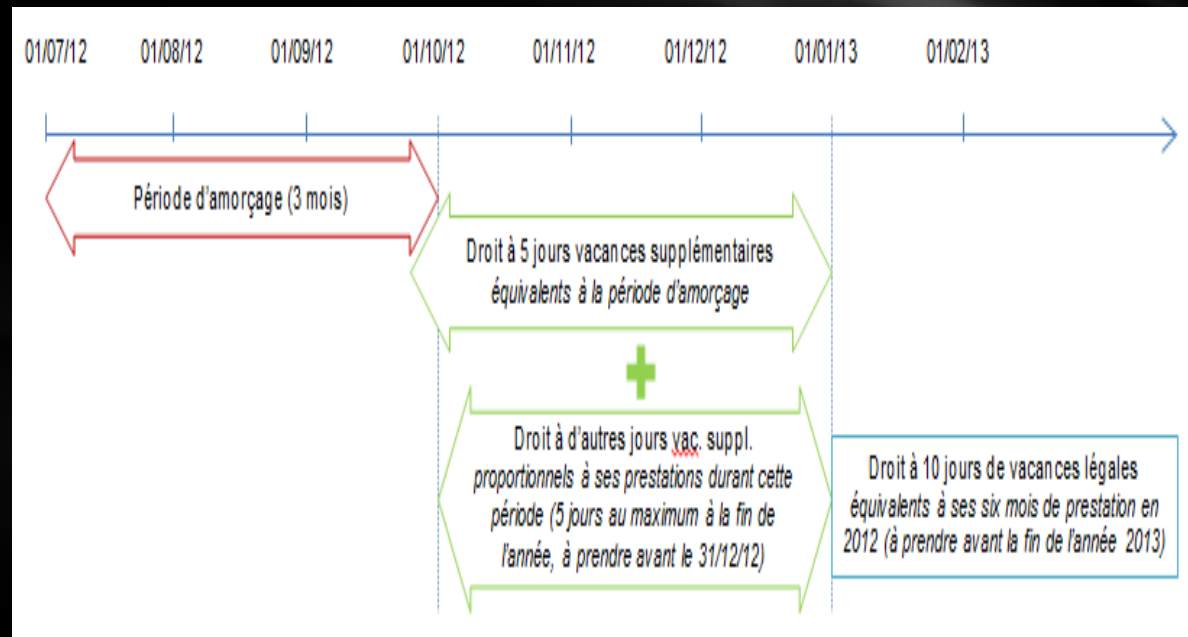 01/07/12 01/08/12 01/09/12 01/10/12 01/11/12 01/12/12 01/01/13 01/02/13
Période d'amorçage (3 mois)
Droit à 5 jours vacances supplémentaires
équivalents à la période d'amorçage
Droit à d'autres jours vac. suppl.
proportionnels à ses prestations durant cette
période (5 jours au maximum à la fin de
l'année, à prendre avant le 31/12/12)
Droit à 10 jours de vacances légales
équivalents à ses six mois de prestation en
2012 (à prendre avant la fin de l'année 2013)